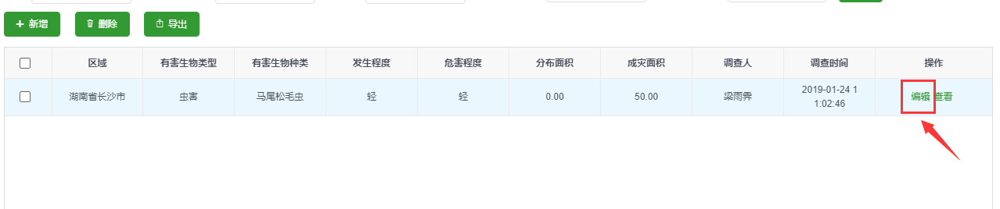 新增 删除 导出
区域 有害生物类型 有害生物种类 发生程度 危害程度 分布面积 成灾面积 调查人 调查时间 操作
湖南省长沙市 虫害 马尾松毛虫 轻 轻 0.00 50.00 梁雨霁 2019-01-24 1 编辑 查看
1:02:46